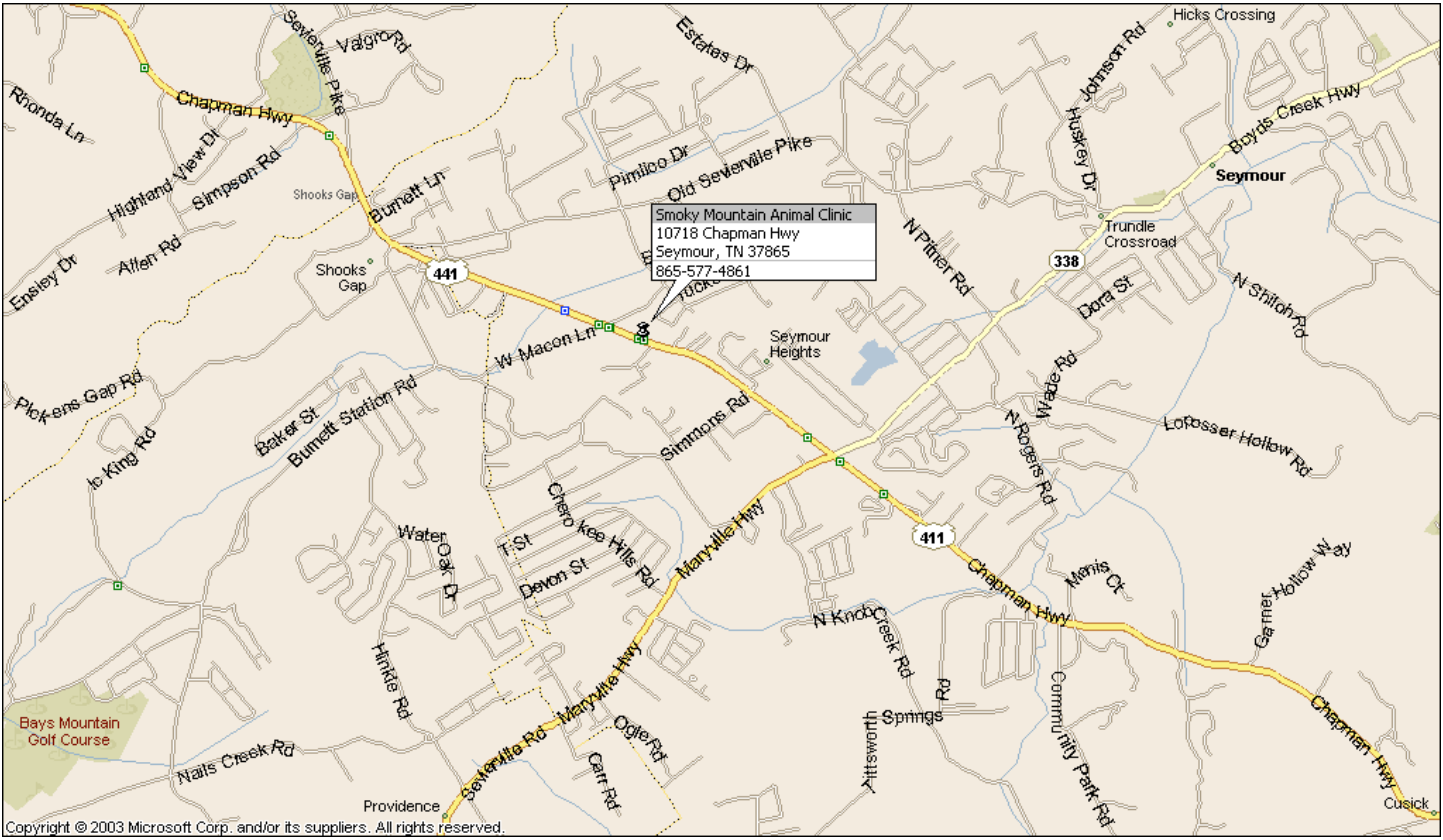 Hicks Crossing
Sevierville Pike
Valgro Rd
Estates Dr
Johnson Rd
Rhonda Ln
Chapman Hwy
Boyds Creek Hwy
Huskey Dr
Highland View Dr
Simpson Rd
Pimlico Dr
Old Sevierville Pike
Seymour
Shooks Gap
Burnett Ln
Smoky Mountain Animal Clinic
10718 Chapman Hwy
Seymour, TN 37865
865-577-4861
N Pitner Rd
Trundle
Crossroad
Allen Rd
Ensley Dr
Shooks
Gap
441
338
Dora St
N Shiloh Rd
W Macon Ln
Seymour
Heights
Pickens Gap Rd
Wade Rd
Baker St
Burnett Station Rd
Simmons Rd
Ic King Rd
N Rogers Rd
Lacosser Hollow Rd
Chero kee Hills Rd
Water Oak Dr
T St
Maryville Hwy
411
Devon St
Chapman Hwy
Manis Ct
Garner Hollow Way
N Knob Creek Rd
Hinkle Rd
Maryville Hwy
Community Park Rd
Rd
Springs
Tittsworth
Chapman Hwy
Bays Mountain
Golf Course
Ogle Rd
Nails Creek Rd
Sevierville Rd
Carr Rd
Providence
Cusick
Copyright © 2003 Microsoft Corp. and/or its suppliers. All rights reserved.